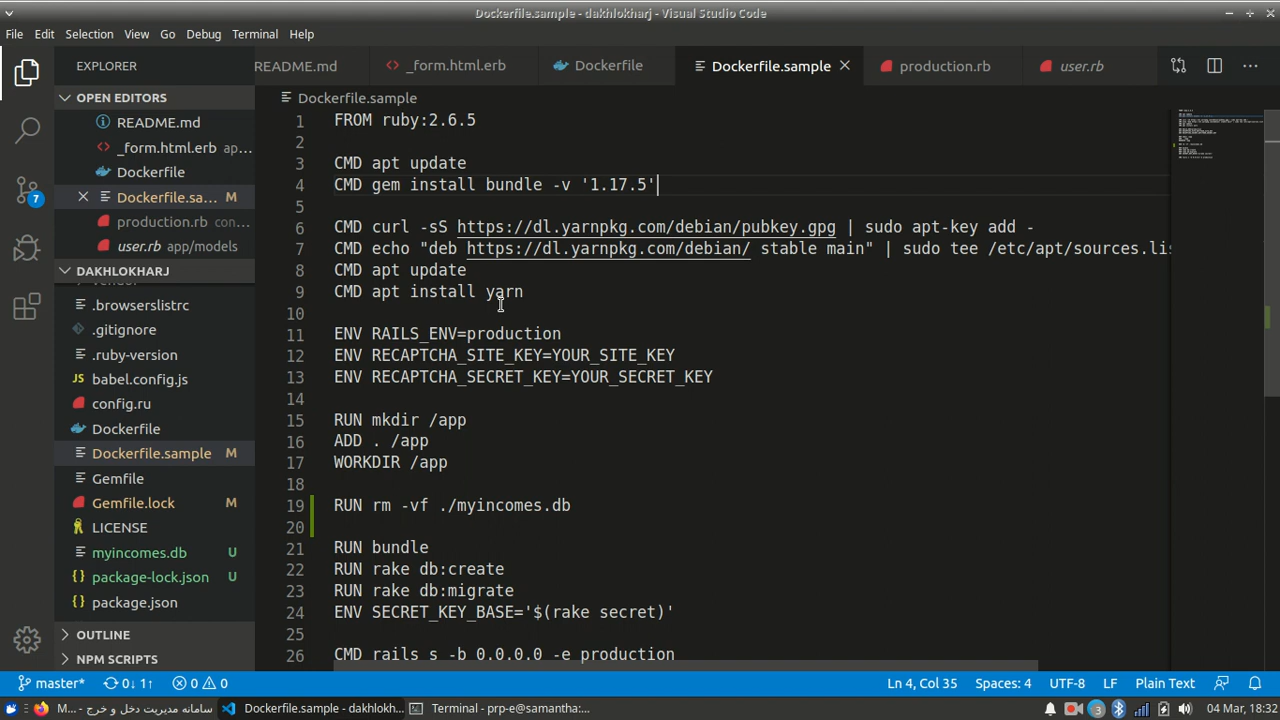 Dockerfile.sample - dakhlokharj - Visual Studio Code
File Edit Selection View Go Debug Terminal Help
EXPLORER
README.md
_form.html.erb
Dockerfile
Dockerfile.sample
production.rb
user.rb
OPEN EDITORS
README.md
_form.html.erb ap...
Dockerfile
Dockerfile.sa... M
production.rb con...
user.rb app/models
DAKHLOKHARJ
.browserslistrc
.gitignore
.ruby-version
babel.config.js
config.ru
Dockerfile
Dockerfile.sample M
Gemfile
Gemfile.lock M
LICENSE
myincomes.db U
package-lock.json U
package.json
OUTLINE
NPM SCRIPTS
7
Dockerfile.sample
1 FROM ruby:2.6.5
2
3 CMD apt update
4 CMD gem install bundle -v '1.17.5'
5
6 CMD curl -sS https://dl.yarnpkg.com/debian/pubkey.gpg | sudo apt-key add -
7 CMD echo "deb https://dl.yarnpkg.com/debian/ stable main" | sudo tee /etc/apt/sources.lis
8 CMD apt update
9 CMD apt install yarn
10
11 ENV RAILS_ENV=production
12 ENV RECAPTCHA_SITE_KEY=YOUR_SITE_KEY
13 ENV RECAPTCHA_SECRET_KEY=YOUR_SECRET_KEY
14
15 RUN mkdir /app
16 ADD . /app
17 WORKDIR /app
18
19 RUN rm -vf ./myincomes.db
20
21 RUN bundle
22 RUN rake db:create
23 RUN rake db:migrate
24 ENV SECRET_KEY_BASE='$(rake secret)'
25
26 CMD rails s -b 0.0.0.0 -e production
master* 0↓ 1↑ 0 0
Ln 4, Col 35 Spaces: 4 UTF-8 LF Plain Text
سامانه مدیریت دخل و خرج - M...
Dockerfile.sample - dakhlokh...
Terminal - prp-e@samantha:...
3
04 Mar, 18:32